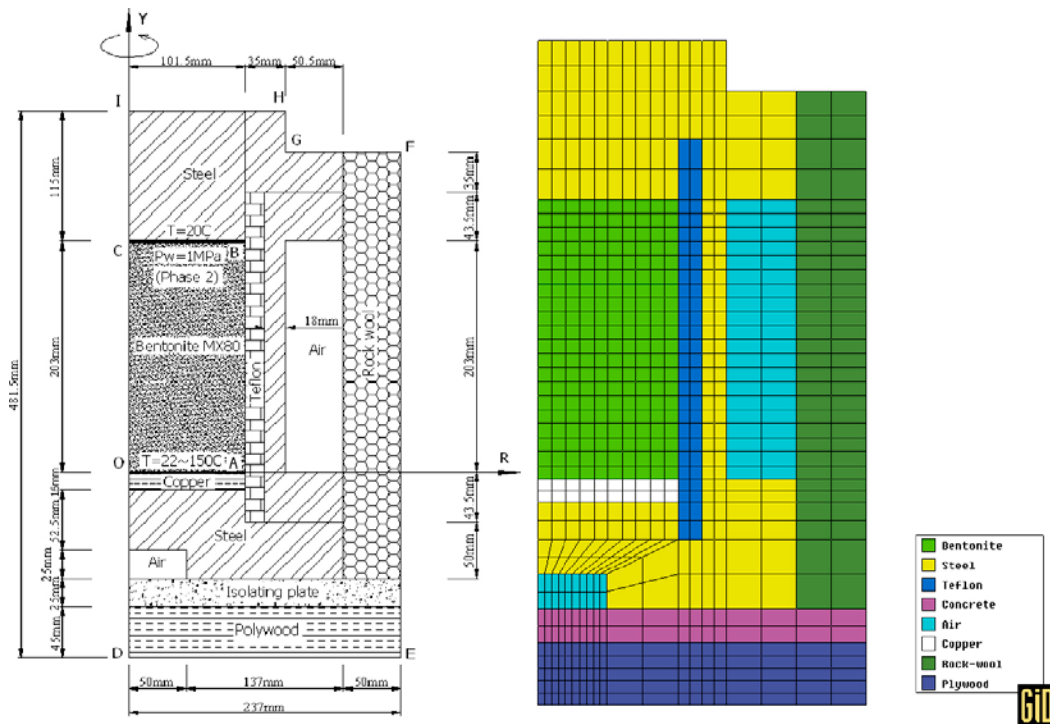 Y
101.5mm
35mm
50.5mm
I
H
G
F
Steel
115mm
35mm
43.5mm
T=20C
C
Pw=1MPa
B
(Phase 2)
18mm
Bentonite MX80
Air
Teflon
Rock wool
203mm
203mm
481.5mm
O
T=22~150C
A
R
Copper
15mm
43.5mm
52.5mm
Steel
50mm
Air
25mm
Isolating plate
25mm
Polywood
45mm
D
E
50mm
137mm
50mm
237mm
Bentonite
Steel
Teflon
Concrete
Air
Copper
Rock-wool
Plywood
GiD